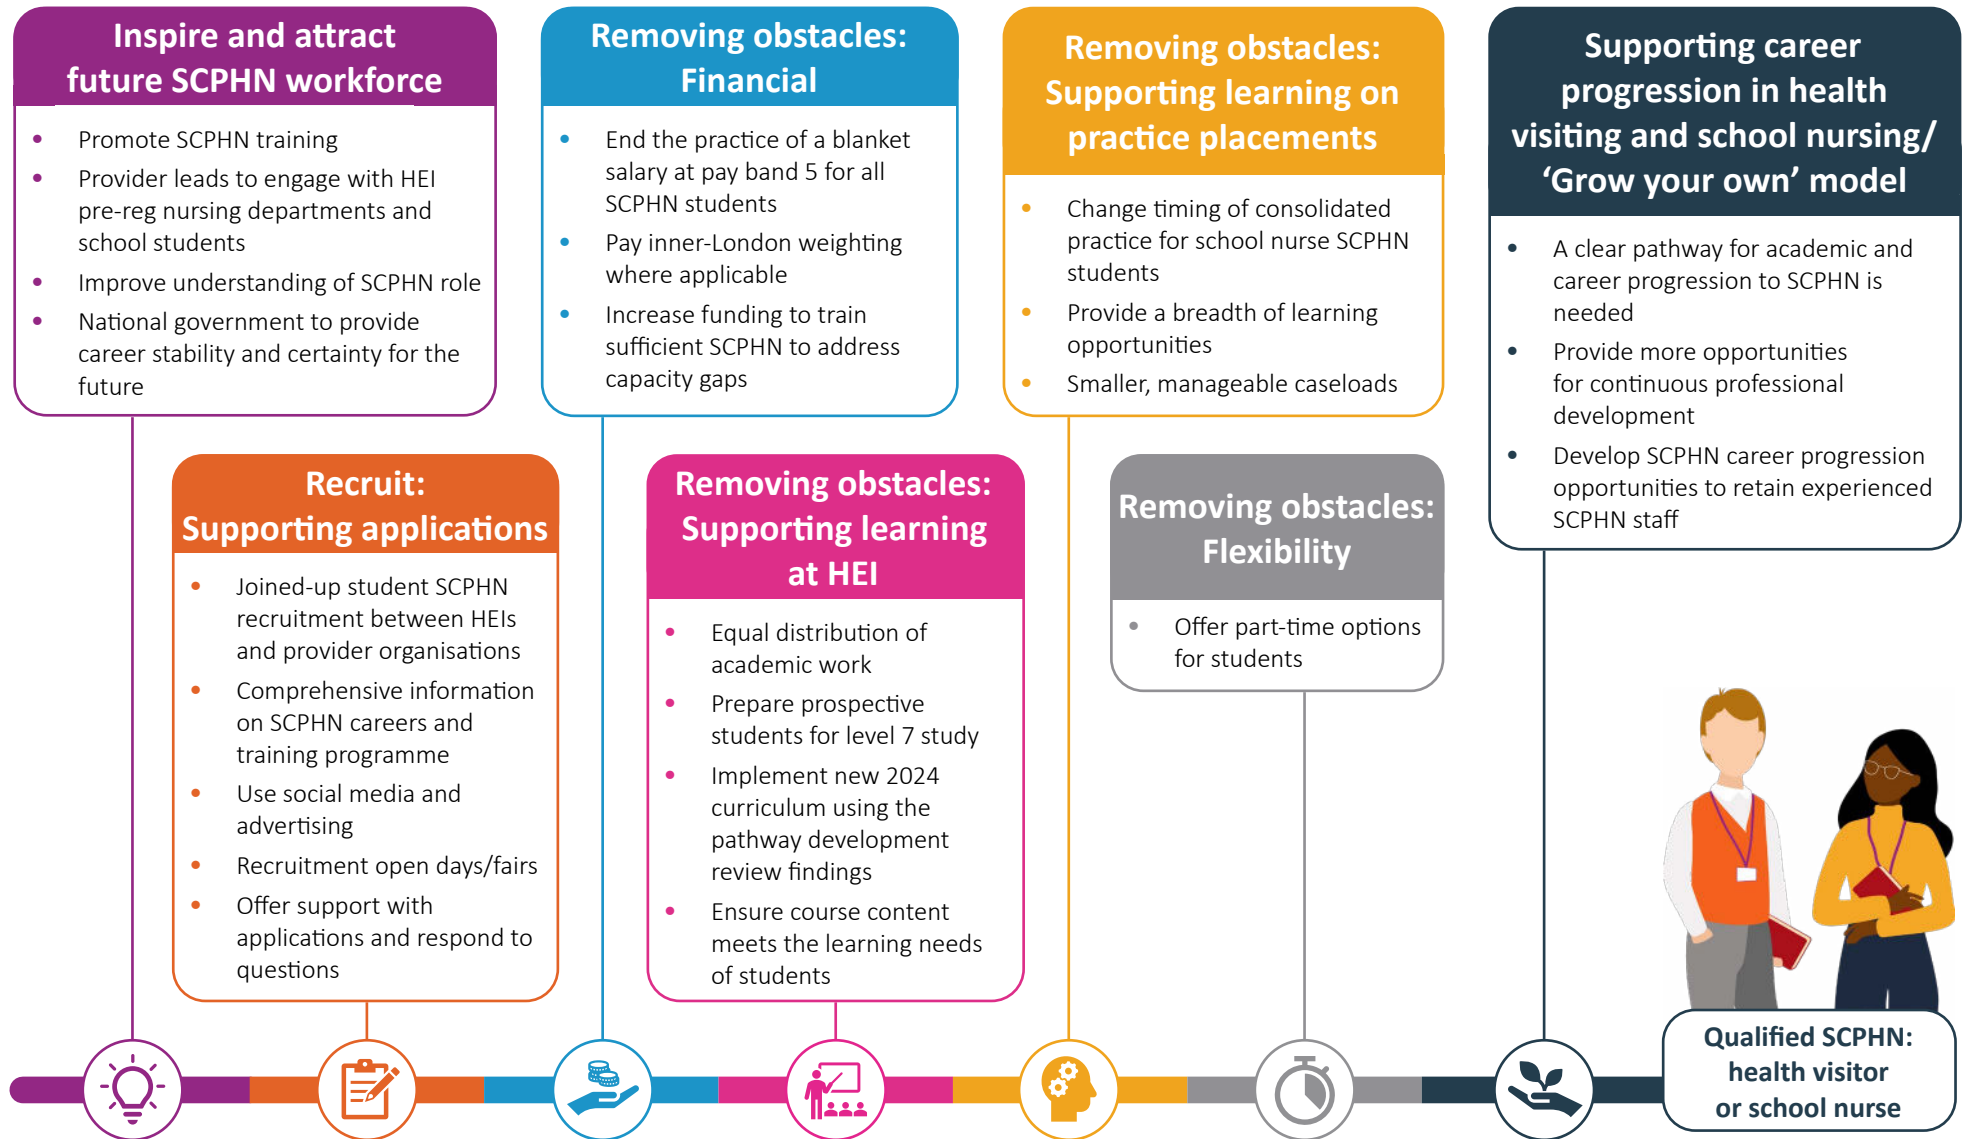 Inspire and attract
future SCPHN workforce
• Promote SCPHN training
• Provider leads to engage with HEI
pre-reg nursing departments and
school students
• Improve understanding of SCPHN role
• National government to provide
career stability and certainty for the
future
Recruit:
Supporting applications
• Joined-up student SCPHN
recruitment between HEIs
and provider organisations
• Comprehensive information
on SCPHN careers and
training programme
• Use social media and
advertising
• Recruitment open days/fairs
• Offer support with
applications and respond to
questions
Removing obstacles:
Financial
• End the practice of a blanket
salary at pay band 5 for all
SCPHN students
• Pay inner-London weighting
where applicable
• Increase funding to train
sufficient SCPHN to address
capacity gaps
Removing obstacles:
Supporting learning
at HEI
• Equal distribution of
academic work
• Prepare prospective
students for level 7 study
• Implement new 2024
curriculum using the
pathway development
review findings
• Ensure course content
meets the learning needs
of students
Removing obstacles:
Supporting learning on
practice placements
• Change timing of consolidated
practice for school nurse SCPHN
students
• Provide a breadth of learning
opportunities
• Smaller, manageable caseloads
Removing obstacles:
Flexibility
• Offer part-time options
for students
Supporting career
progression in health
visiting and school nursing/
‘Grow your own’ model
• A clear pathway for academic and
career progression to SCPHN is
needed
• Provide more opportunities
for continuous professional
development
• Develop SCPHN career progression
opportunities to retain experienced
SCPHN staff
Qualified SCPHN:
health visitor
or school nurse